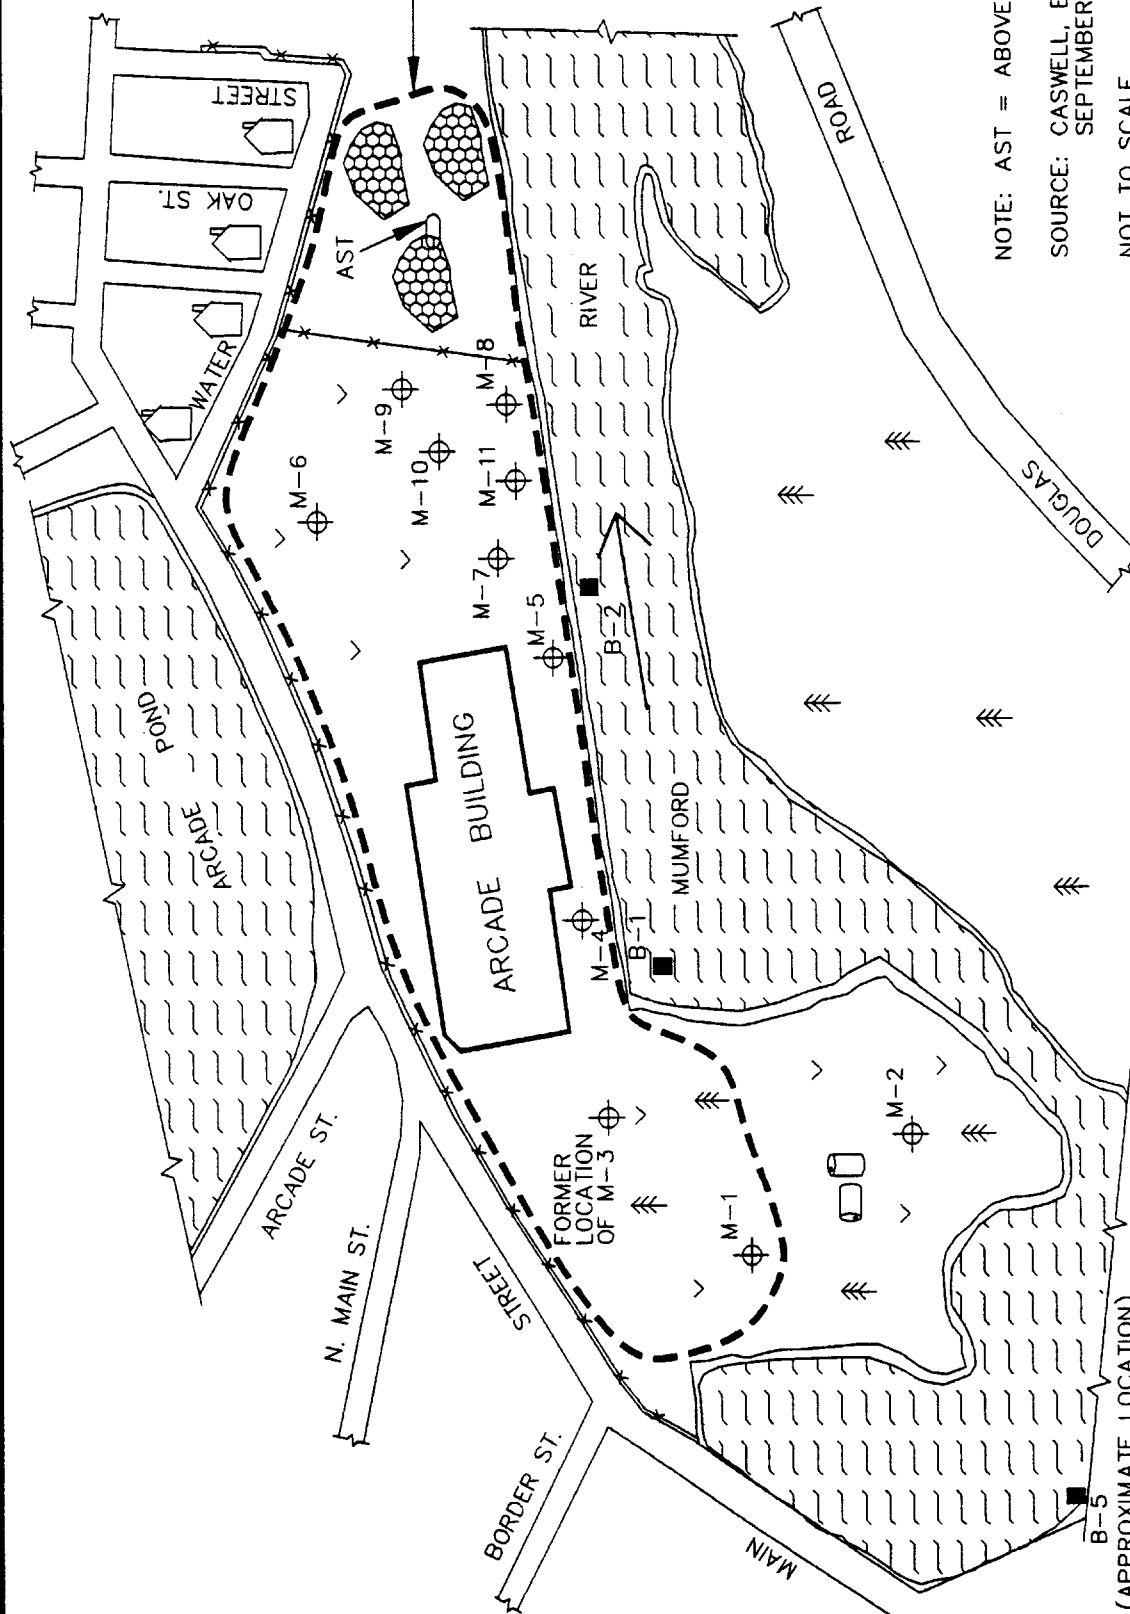 STREET
OAK ST.
WATER
AST
POND
ARCADE
M-6
M-9
M-10
M-8
M-11
M-7
M-5
RIVER
B-2
ROAD
DOUGLAS
ARCADE BUILDING
MUMFORD
M-4
B-1
ARCADE ST.
N. MAIN ST.
STREET
BORDER ST.
MAIN
FORMER
LOCATION
OF M-3
M-1
M-2
B-5
(APPROXIMATE LOCATION)
NOTE: AST = ABOVE
SOURCE: CASWELL, E
SEPTEMBER
NOT TO SCALE